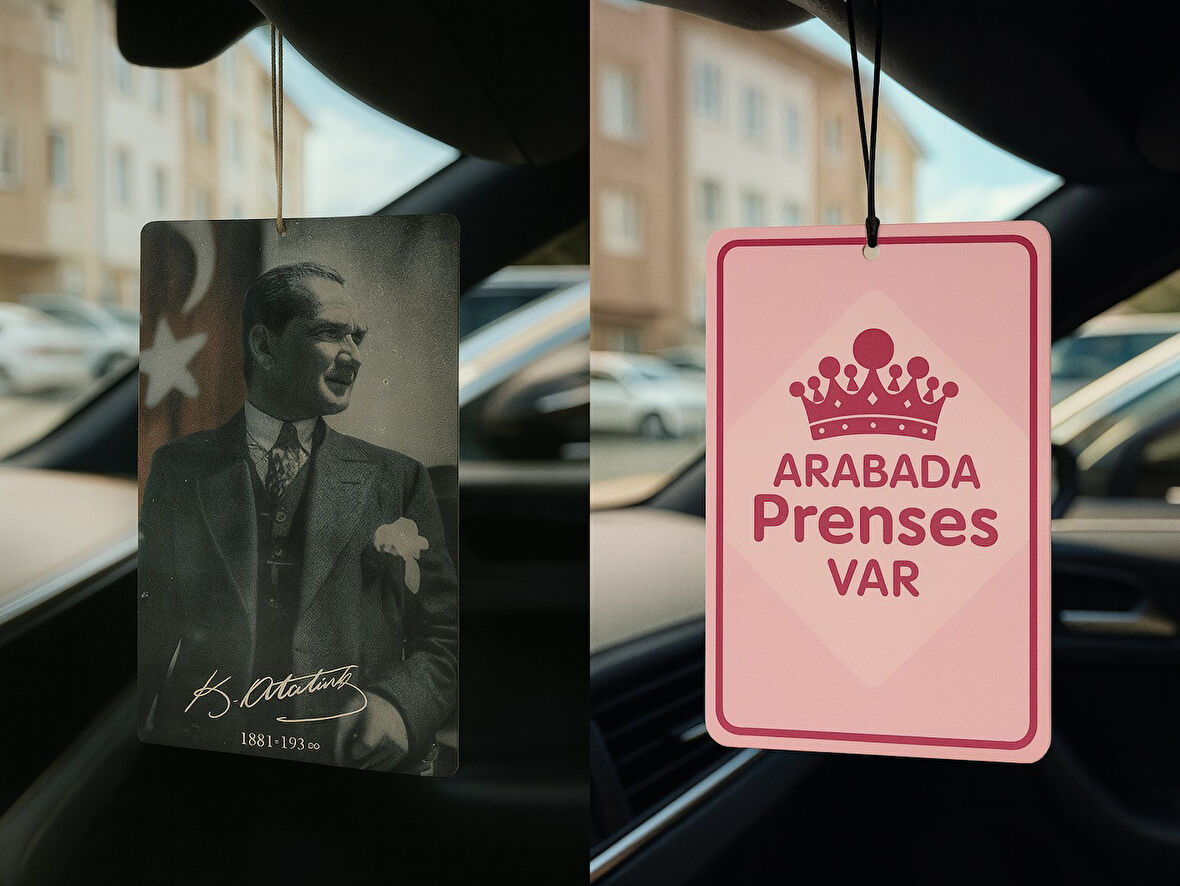 K. Atatürk
1881-193∞
ARABADA
Prenses
VAR